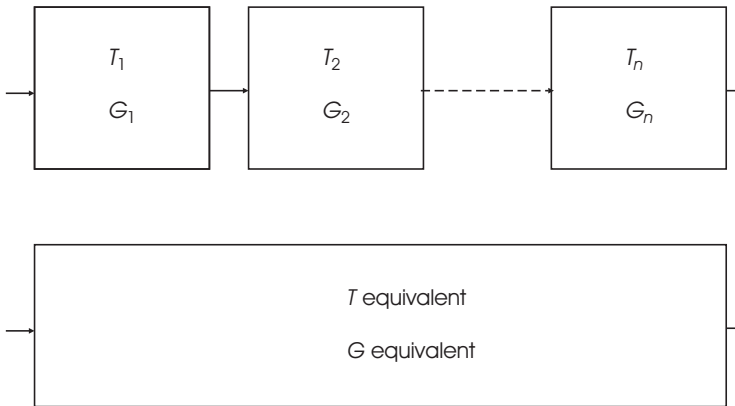 T₁ T₂ Tₙ
G₁ G₂ Gₙ
T equivalent
G equivalent